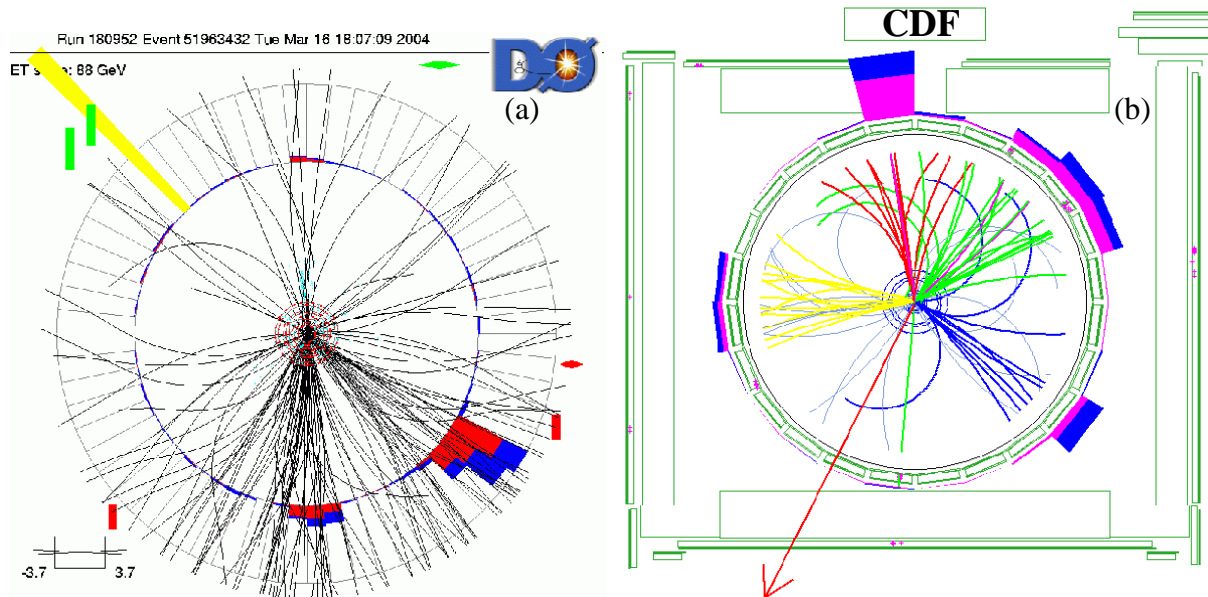 Run 180952 Event 51963432 Tue Mar 16 18:07:09 2004
ET scale: 88 GeV
DØ
(a)
-3.7
3.7
CDF
(b)